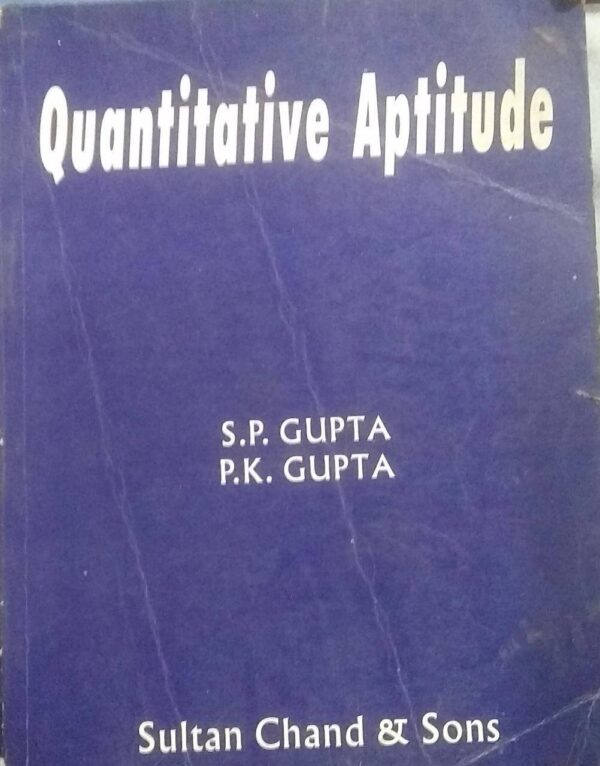 Quantitative Aptitude
S.P. GUPTA
P.K. GUPTA
Sultan Chand & Sons